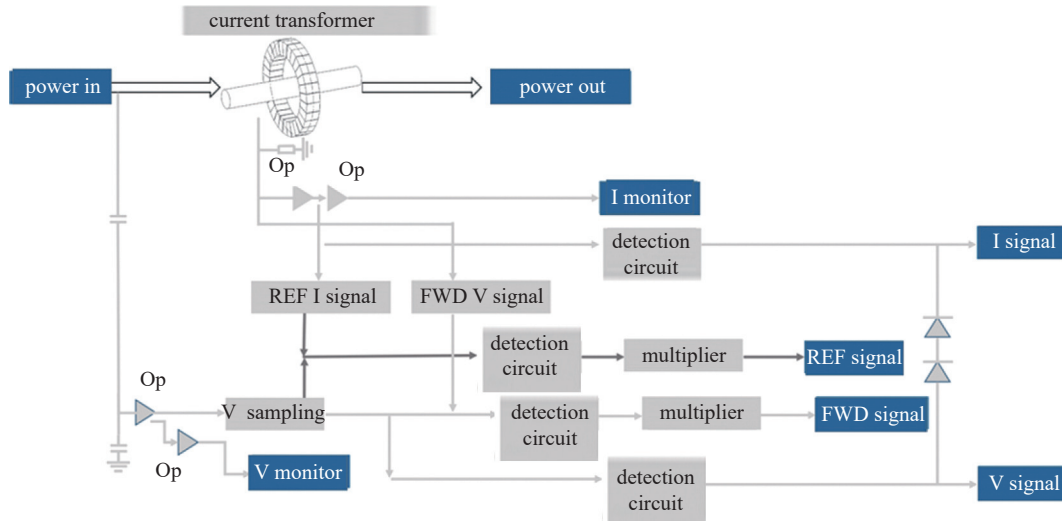 current transformer
power in
power out
Op
Op
I monitor
detection
circuit
I signal
REF I signal
FWD V signal
detection
circuit
multiplier
REF signal
Op
V sampling
detection
circuit
multiplier
FWD signal
Op
V monitor
detection
circuit
V signal